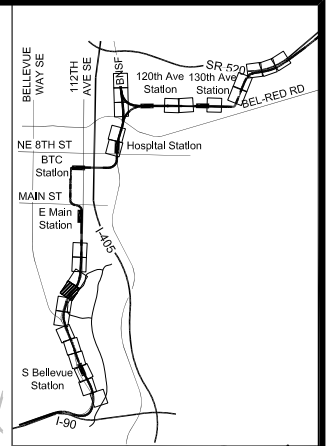 BELLEVUE
WAY SE
112TH
AVE SE
BNSF
SR-520
120th Ave
Station
130th Ave
Station
BEL-RED RD
NE 8TH ST
Hospital Station
BTC
Station
MAIN ST
E Main
Station
I-405
S Bellevue
Station
I-90